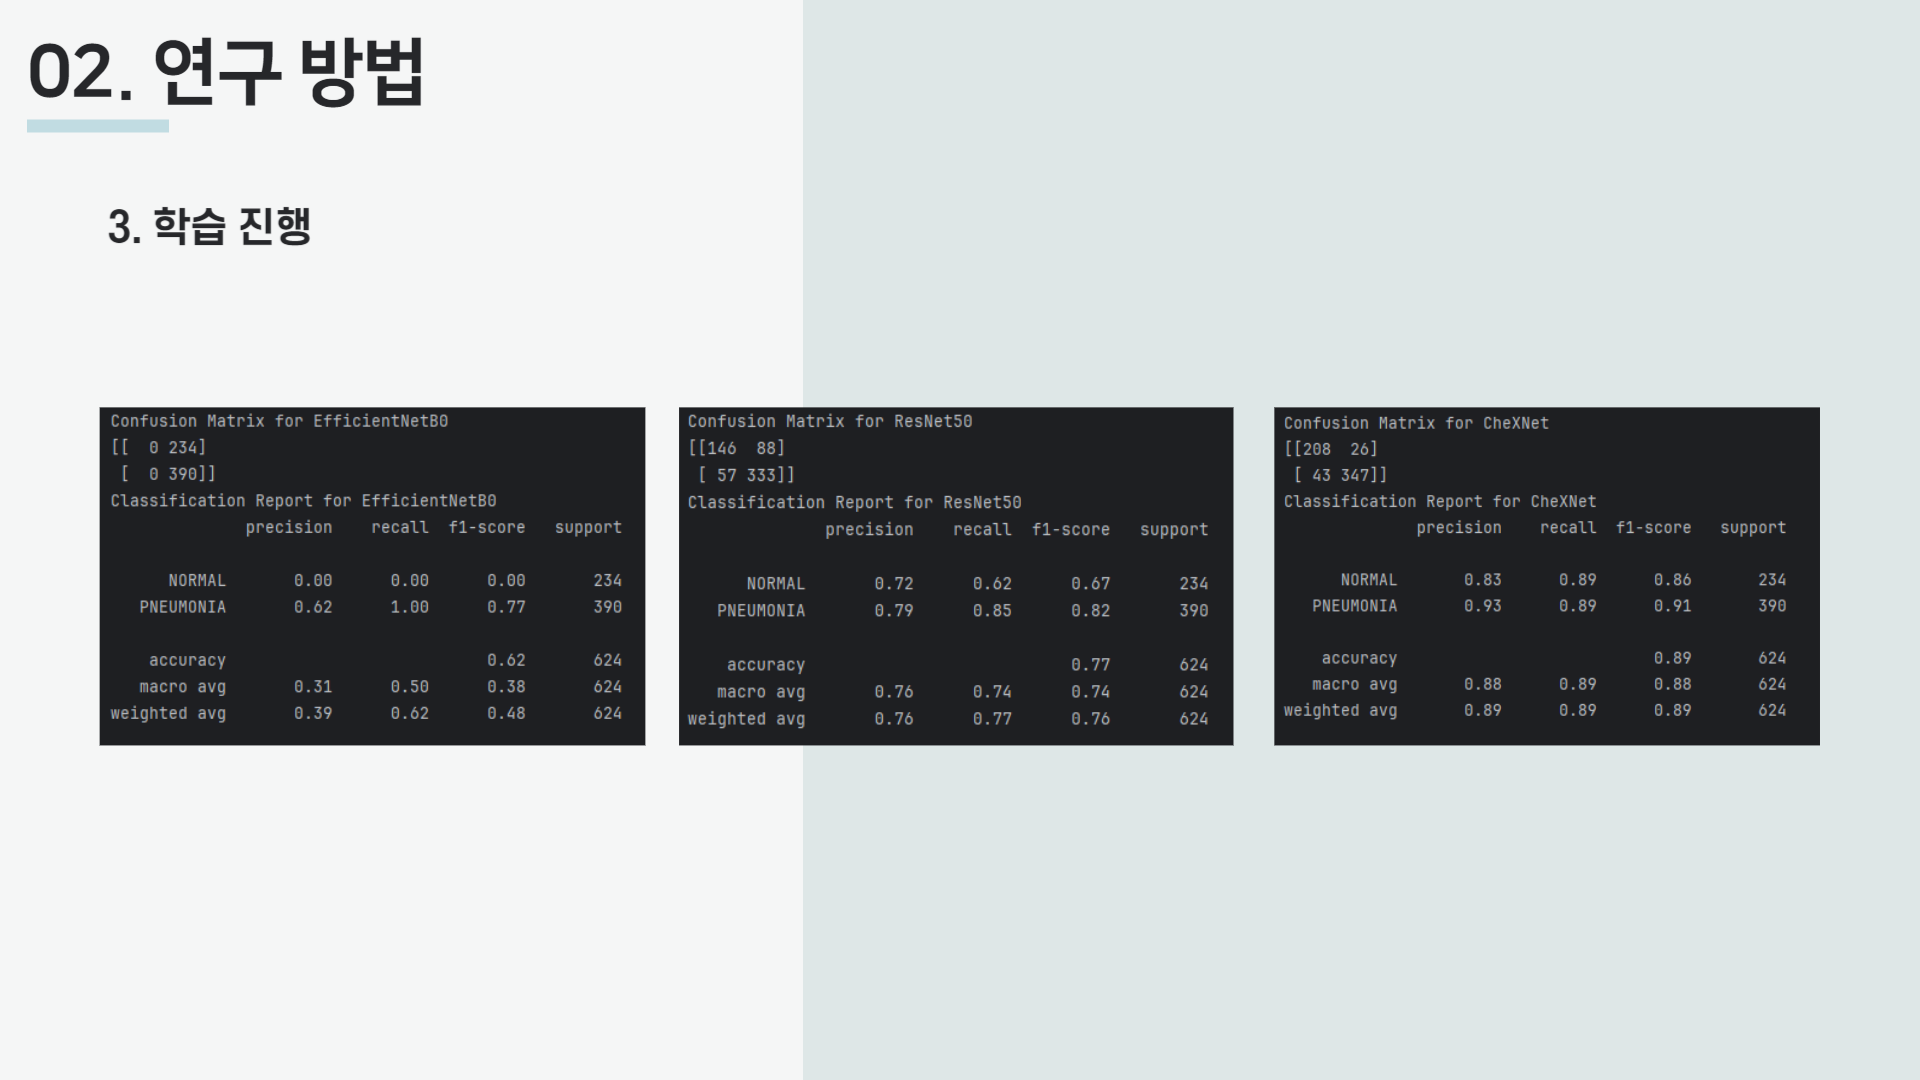 02. 연구 방법
3. 학습 진행
Confusion Matrix for EfficientNetB0
[[  0 234]
 [  0 390]]
Classification Report for EfficientNetB0
precision recall f1-score support
NORMAL 0.00 0.00 0.00 234
PNEUMONIA 0.62 1.00 0.77 390
accuracy 0.62 624
macro avg 0.31 0.50 0.38 624
weighted avg 0.39 0.62 0.48 624
Confusion Matrix for ResNet50
[[146  88]
 [ 57 333]]
Classification Report for ResNet50
precision recall f1-score support
NORMAL 0.72 0.62 0.67 234
PNEUMONIA 0.79 0.85 0.82 390
accuracy 0.77 624
macro avg 0.76 0.74 0.74 624
weighted avg 0.76 0.77 0.76 624
Confusion Matrix for CheXNet
[[208  26]
 [ 43 347]]
Classification Report for CheXNet
precision recall f1-score support
NORMAL 0.83 0.89 0.86 234
PNEUMONIA 0.93 0.89 0.91 390
accuracy 0.89 624
macro avg 0.88 0.89 0.88 624
weighted avg 0.89 0.89 0.89 624